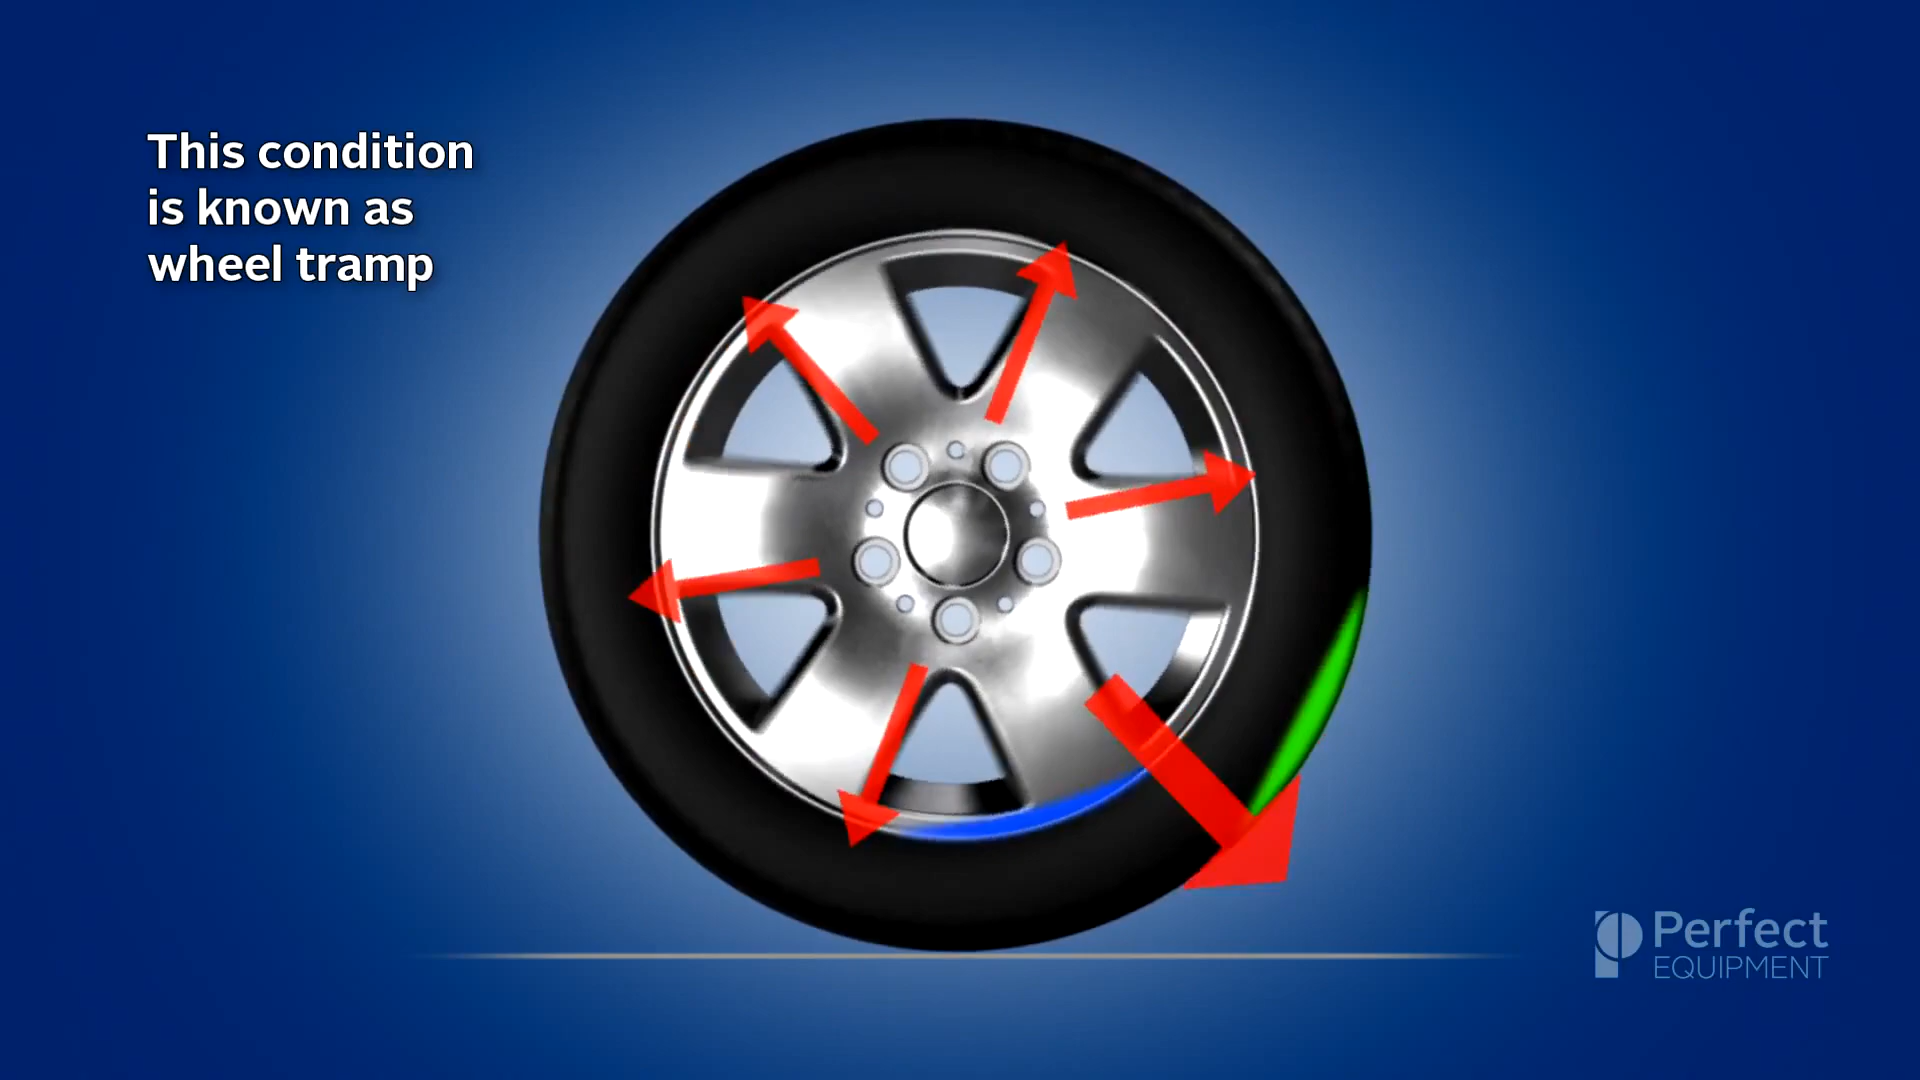 This condition
is known as
wheel tramp
Perfect
EQUIPMENT